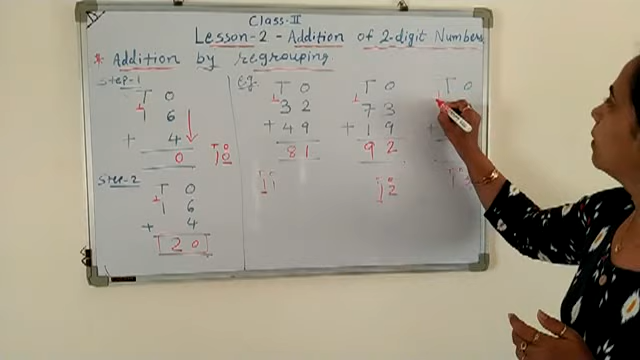 Class-II
Lesson-2 - Addition of 2-digit Numbers
* Addition by regrouping
Step-1
T O
1
1 6
+ 4
0
T O
1 0
Step-2
T O
1
1 6
+ 4
2 0
eg.
T O
1
3 2
+ 4 9
8 1
T O
1 1
T O
1
7 3
+ 1 9
9 2
T O
1 2
T O
1
+
T O
1